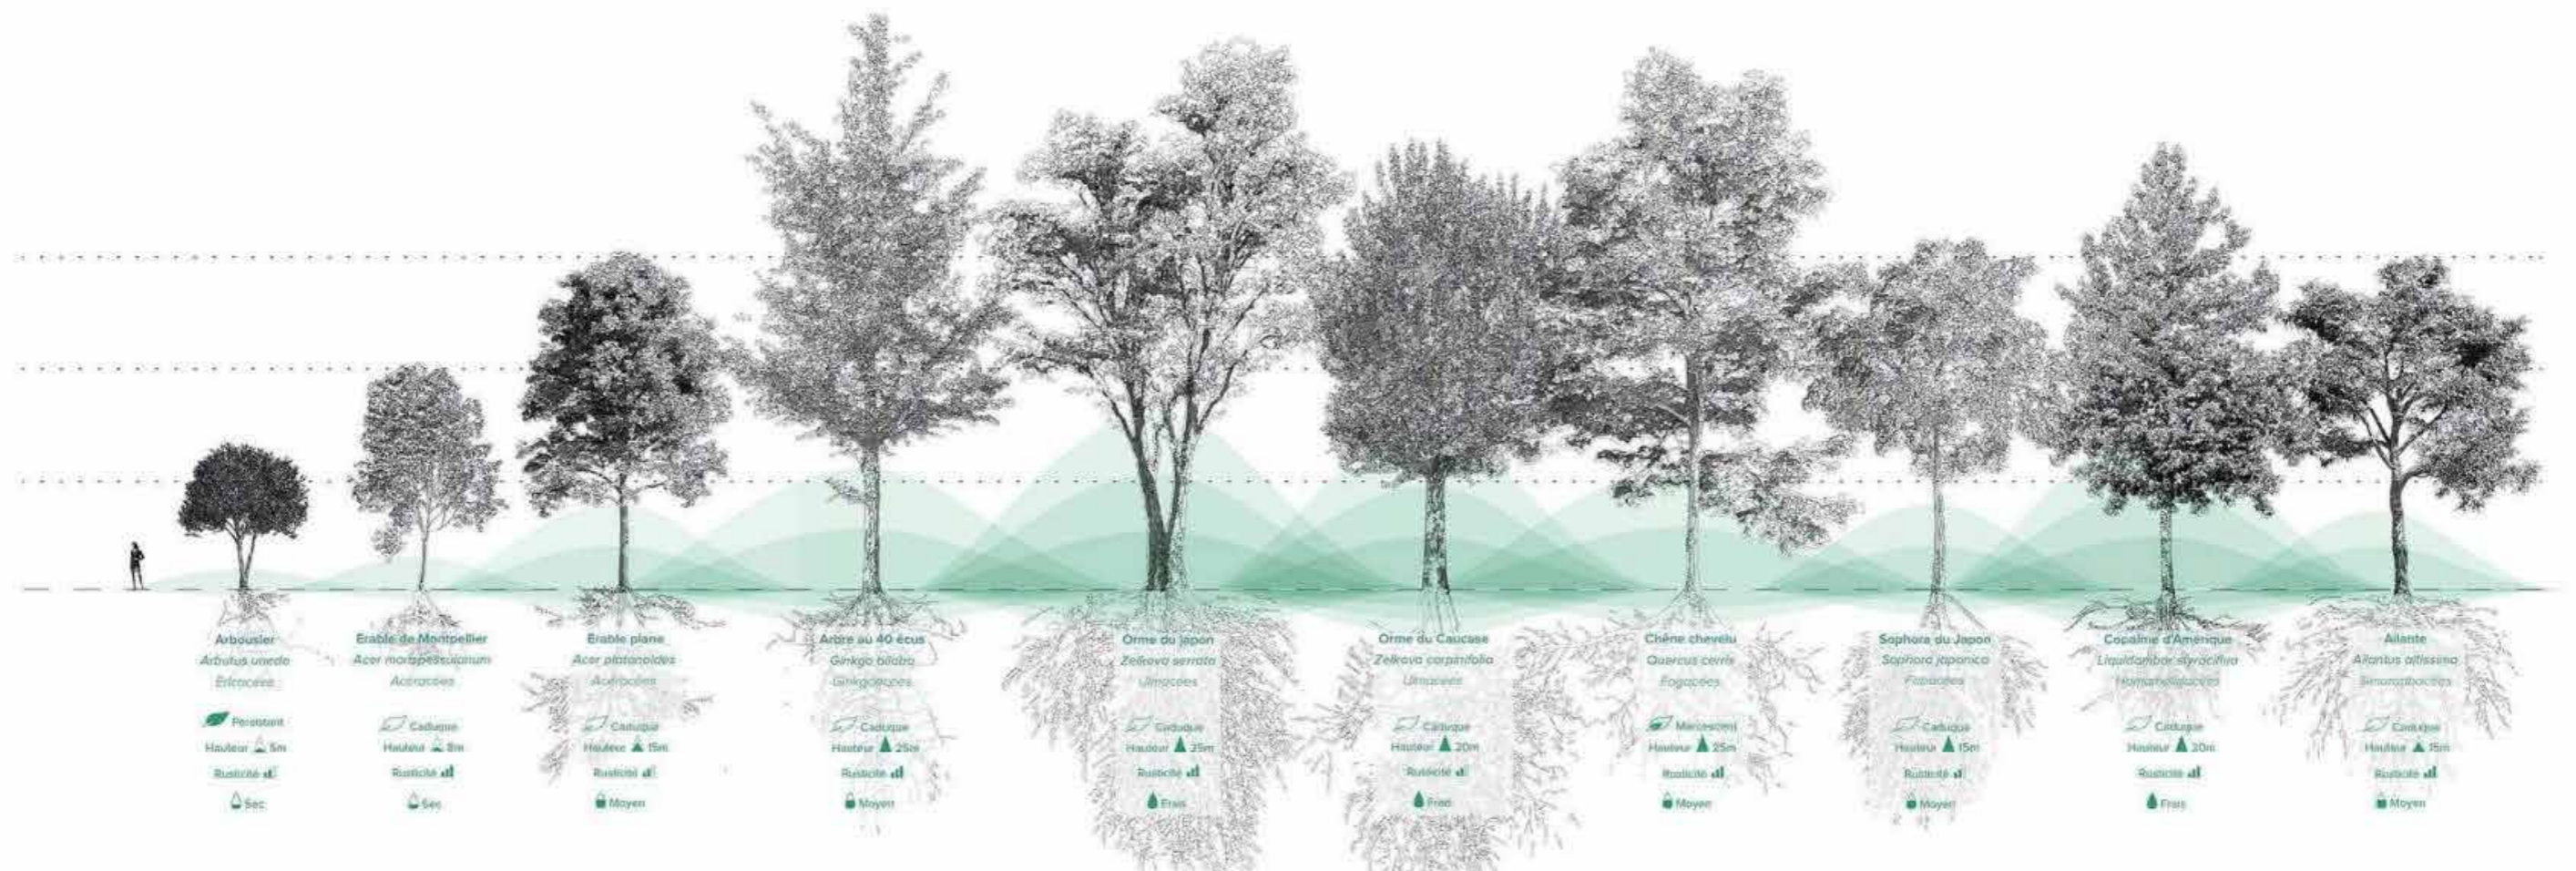 Arbousier
Arbutus unedo
Ericacées
Persistant
Hauteur 5m
Rusticité
Sec
Erable de Montpellier
Acer monspessulanum
Acéracées
Caduque
Hauteur 8m
Rusticité
Sec
Erable plane
Acer platanoides
Acéracées
Caduque
Hauteur 15m
Rusticité
Moyen
Arbre au 40 écus
Ginkgo biloba
Ginkgoacées
Caduque
Hauteur 25m
Rusticité
Moyen
Orme du japon
Zelkova serrata
Ulmacées
Caduque
Hauteur 25m
Rusticité
Frais
Orme du Caucase
Zelkova carpinifolia
Ulmacées
Caduque
Hauteur 20m
Rusticité
Frais
Chêne chevelu
Quercus cerris
Fagacées
Marcescent
Hauteur 25m
Rusticité
Moyen
Sophora du Japon
Sophora japonica
Fabacées
Caduque
Hauteur 15m
Rusticité
Moyen
Copalme d'Amérique
Liquidambar styraciflua
Hamamélidacées
Caduque
Hauteur 20m
Rusticité
Frais
Ailante
Ailantus altissima
Simaroubacées
Caduque
Hauteur 15m
Rusticité
Moyen